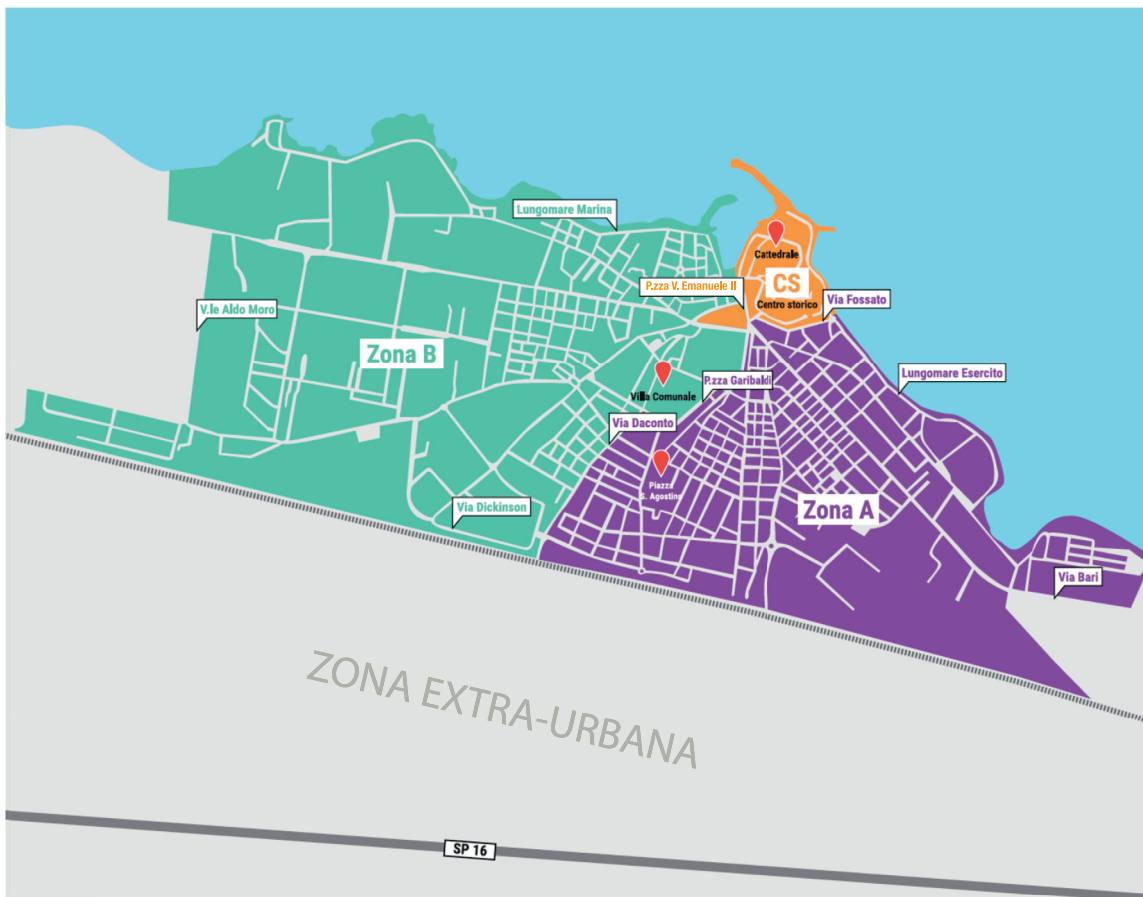 Lungomare Marina
Cattedrale
CS
P.zza V. Emanuele II
Centro storico
Via Fossato
V.le Aldo Moro
Zona B
Villa Comunale
P.zza Garibaldi
Lungomare Esercito
Via Daconto
Piazza
S. Agostino
Via Dickinson
Zona A
Via Bari
ZONA EXTRA-URBANA
SP 16